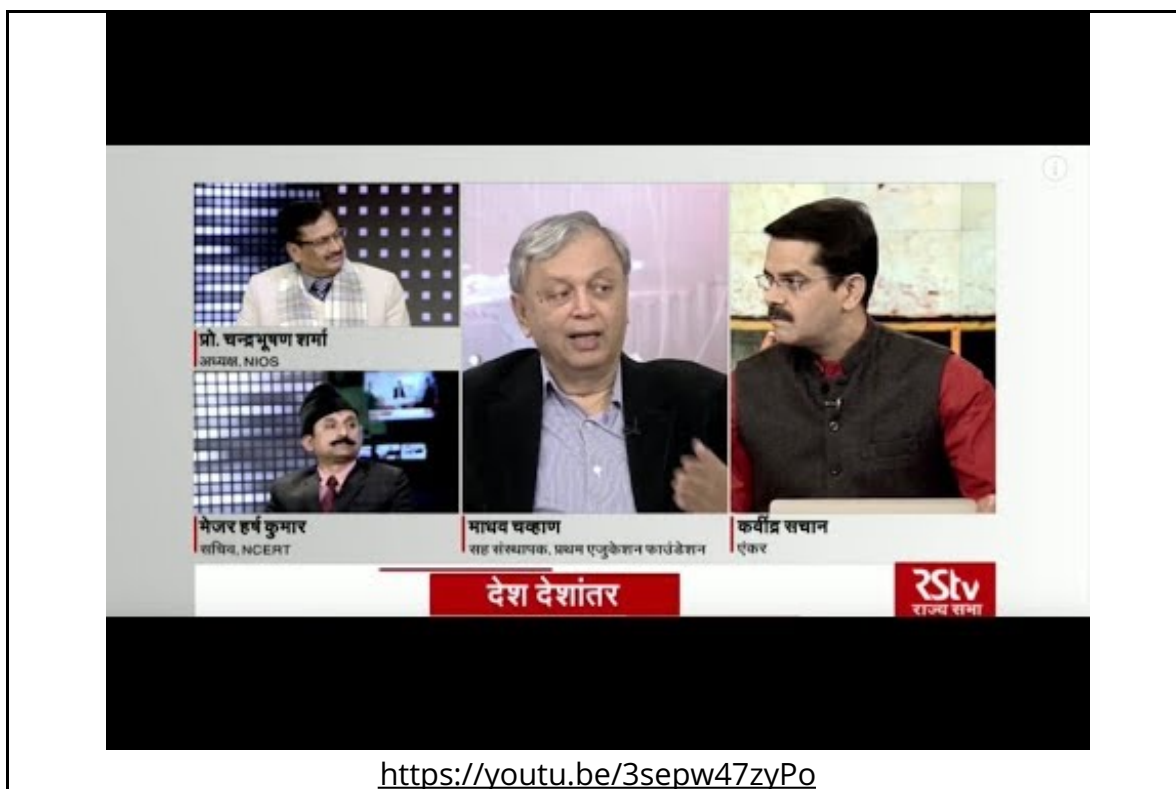 प्रो. चन्द्रभूषण शर्मा
अध्यक्ष, NIOS
मेजर हर्ष कुमार
सचिव, NCERT
माधव चव्हाण
सह संस्थापक, प्रथम एजुकेशन फाउंडेशन
कवींद्र सचान
एंकर
देश देशांतर
RStv
राज्य सभा
https://youtu.be/3sepw47zyPo